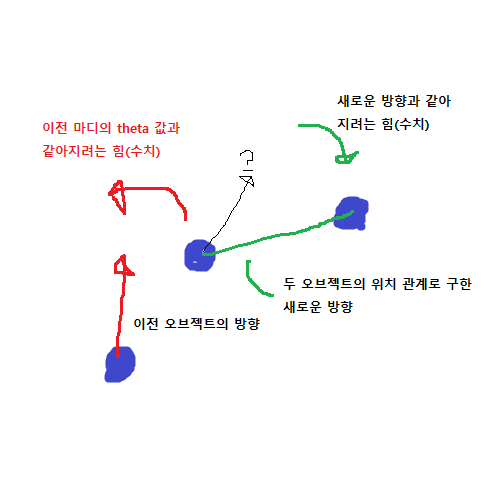 새로운 방향과 같아
지려는 힘(수치)
이전 마디의 theta 값과
같아지려는 힘(수치)
?
두 오브젝트의 위치 관계로 구한
새로운 방향
이전 오브젝트의 방향